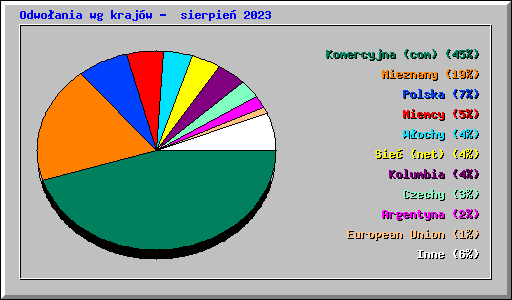 Odwołania wg krajów - sierpień 2023
Komercyjna (com) (45%)
Nieznany (19%)
Polska (7%)
Niemcy (5%)
Włochy (4%)
Sieć (net) (4%)
Kolumbia (4%)
Czechy (3%)
Argentyna (2%)
European Union (1%)
Inne (6%)